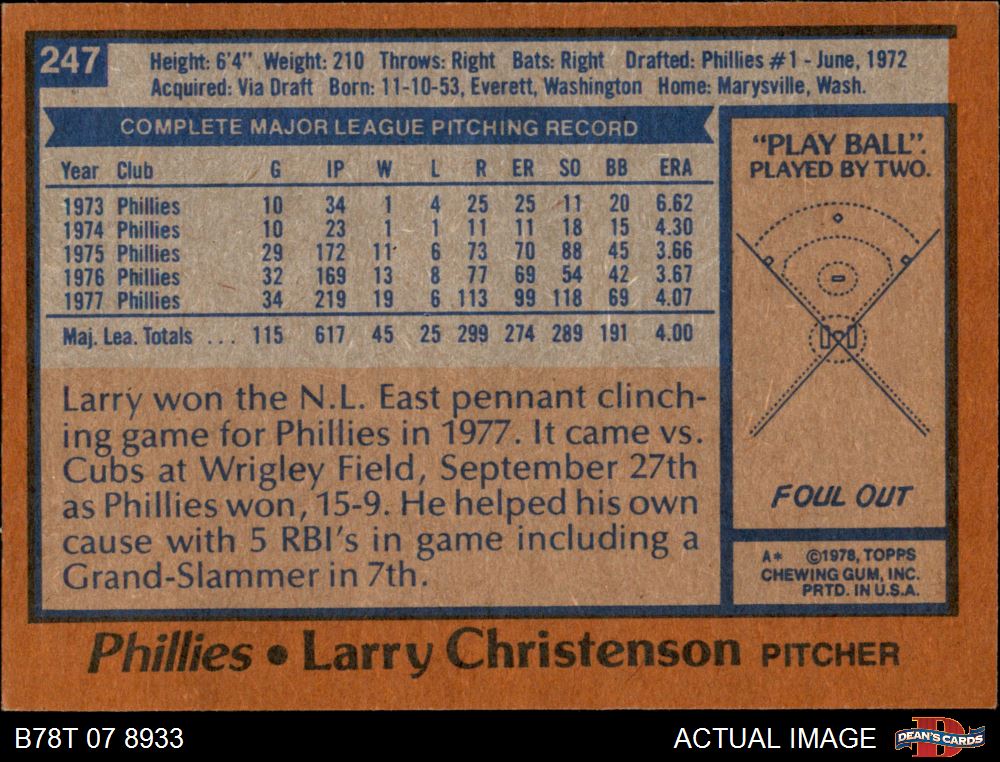 247
Height: 6'4" Weight: 210 Throws: Right Bats: Right Drafted: Phillies #1 - June, 1972
Acquired: Via Draft Born: 11-10-53, Everett, Washington Home: Marysville, Wash.
COMPLETE MAJOR LEAGUE PITCHING RECORD
Year Club G IP W L R ER SO BB ERA
1973 Phillies 10 34 1 4 25 25 11 20 6.62
1974 Phillies 10 23 1 1 11 11 18 15 4.30
1975 Phillies 29 172 11 6 73 70 88 45 3.66
1976 Phillies 32 169 13 8 77 69 54 42 3.67
1977 Phillies 34 219 19 6 113 99 118 69 4.07
Maj. Lea. Totals ... 115 617 45 25 299 274 289 191 4.00
Larry won the N.L. East pennant clinch-
ing game for Phillies in 1977. It came vs.
Cubs at Wrigley Field, September 27th
as Phillies won, 15-9. He helped his own
cause with 5 RBI's in game including a
Grand-Slammer in 7th.
"PLAY BALL".
PLAYED BY TWO.
FOUL OUT
A* ©1978, TOPPS
CHEWING GUM, INC.
PRTD. IN U.S.A.
Phillies • Larry Christenson PITCHER
B78T 07 8933
ACTUAL IMAGE
D
DEAN'S CARDS